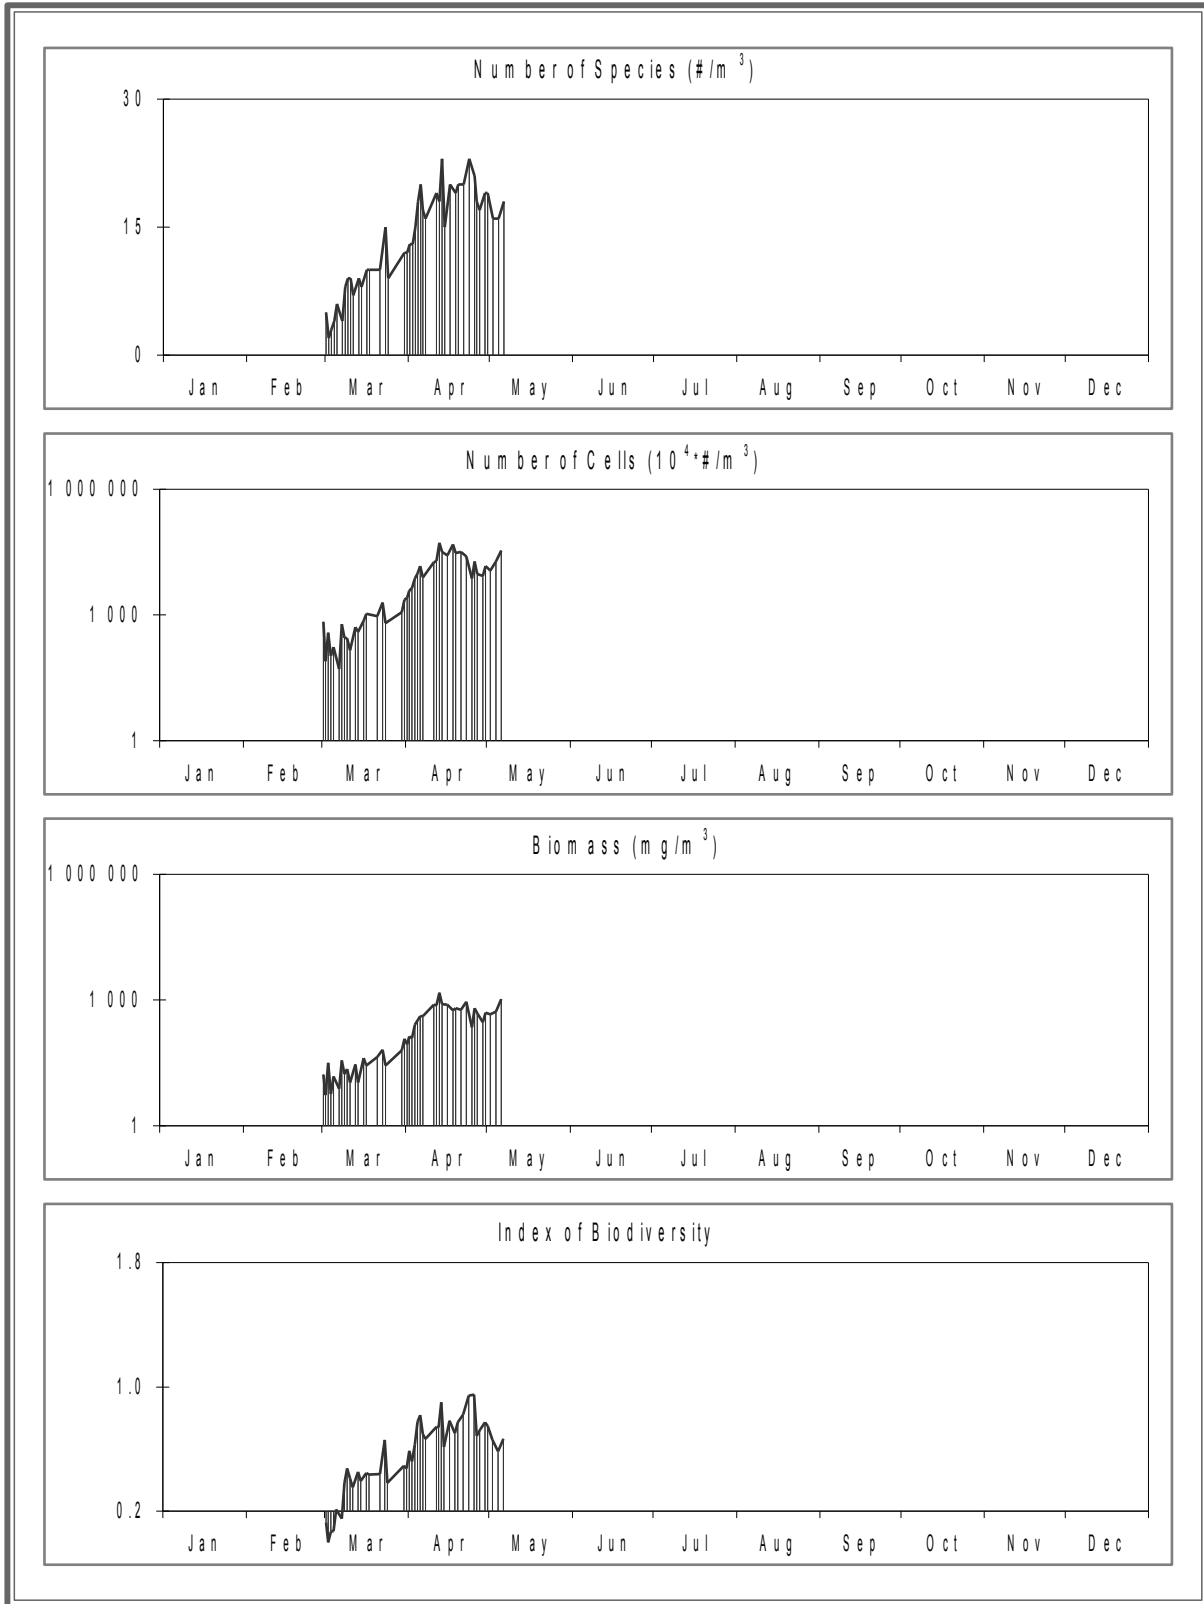 Number of Species (#/m³)
30
15
0
Jan Feb Mar Apr May Jun Jul Aug Sep Oct Nov Dec
Number of Cells (10⁴*#/m³)
1 000 000
1 000
1
Jan Feb Mar Apr May Jun Jul Aug Sep Oct Nov Dec
Biomass (mg/m³)
1 000 000
1 000
1
Jan Feb Mar Apr May Jun Jul Aug Sep Oct Nov Dec
Index of Biodiversity
1.8
1.0
0.2
Jan Feb Mar Apr May Jun Jul Aug Sep Oct Nov Dec